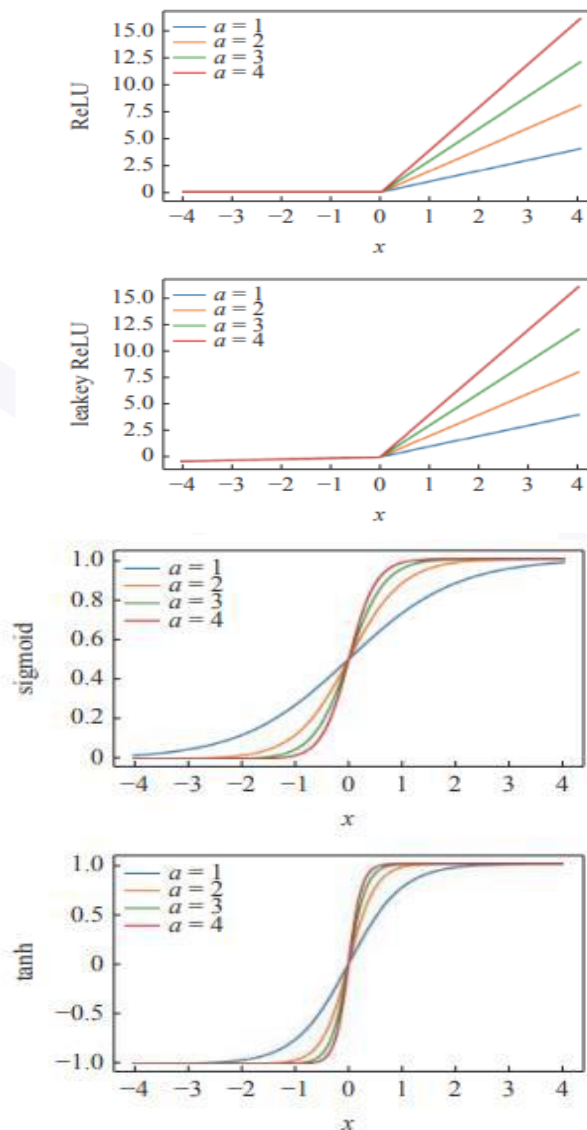 ReLU
15.0
12.5
10.0
7.5
5.0
2.5
0
a = 1
a = 2
a = 3
a = 4
−4 −3 −2 −1 0 1 2 3 4
x
leakey ReLU
15.0
12.5
10.0
7.5
5.0
2.5
0
a = 1
a = 2
a = 3
a = 4
−4 −3 −2 −1 0 1 2 3 4
x
sigmoid
1.0
0.8
0.6
0.4
0.2
0
a = 1
a = 2
a = 3
a = 4
−4 −3 −2 −1 0 1 2 3 4
x
tanh
1.0
0.5
0
−0.5
−1.0
a = 1
a = 2
a = 3
a = 4
−4 −3 −2 −1 0 1 2 3 4
x